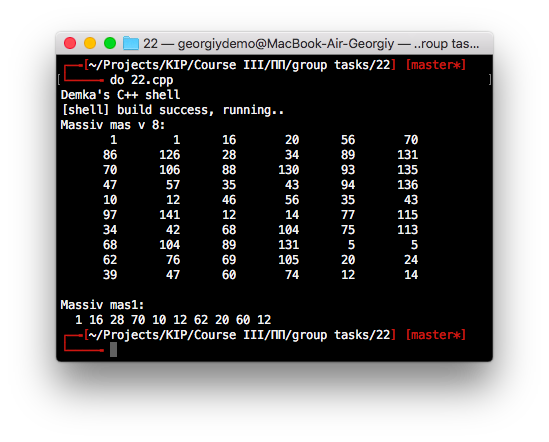 22 — georgiydemo@MacBook-Air-Georgiy — ..roup tas...
[~/Projects/KIP/Course III/ПП/group tasks/22] [master*]
[ do 22.cpp ]
Demka's C++ shell
[shell] build success, running..
Massiv mas v 8:
1 1 16 20 56 70
86 126 28 34 89 131
70 106 88 130 93 135
47 57 35 43 94 136
10 12 46 56 35 43
97 141 12 14 77 115
34 42 68 104 75 113
68 104 89 131 5 5
62 76 69 105 20 24
39 47 60 74 12 14
Massiv mas1:
1 16 28 70 10 12 62 20 60 12
[~/Projects/KIP/Course III/ПП/group tasks/22] [master*]